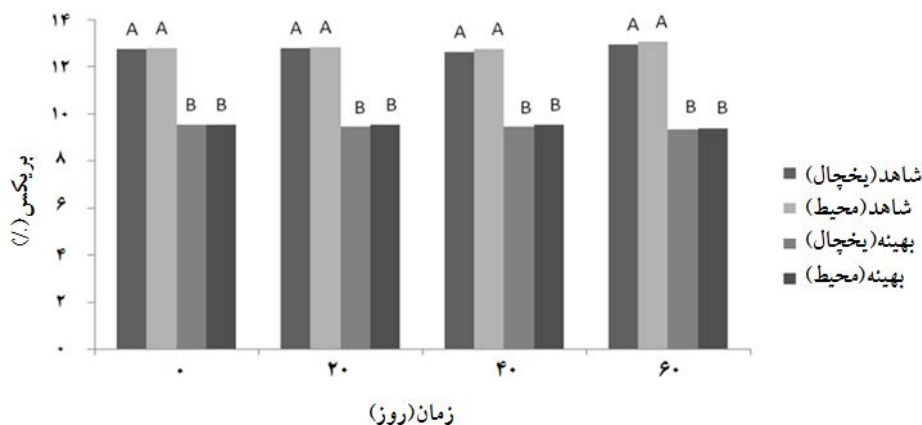 ۱۴
۱۲
۱۰
۸
۶
۴
۲
۰
بریکس(٪)
A A A A A A A A
B B B B B B B B
۰ ۲۰ ۴۰ ۶۰
زمان(روز)
شاهد(یخچال)
شاهد(محیط)
بهینه(یخچال)
بهینه(محیط)